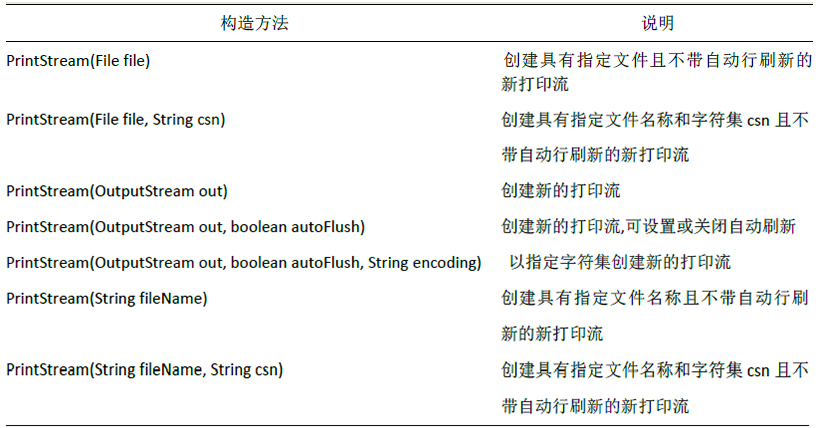 构造方法 说明
PrintStream(File file) 创建具有指定文件且不带自动行刷新的
新打印流
PrintStream(File file, String csn) 创建具有指定文件名称和字符集 csn 且不
带自动行刷新的新打印流
PrintStream(OutputStream out) 创建新的打印流
PrintStream(OutputStream out, boolean autoFlush) 创建新的打印流,可设置或关闭自动刷新
PrintStream(OutputStream out, boolean autoFlush, String encoding) 以指定字符集创建新的打印流
PrintStream(String fileName) 创建具有指定文件名称且不带自动行刷
新的新打印流
PrintStream(String fileName, String csn) 创建具有指定文件名称和字符集 csn 且不
带自动行刷新的新打印流